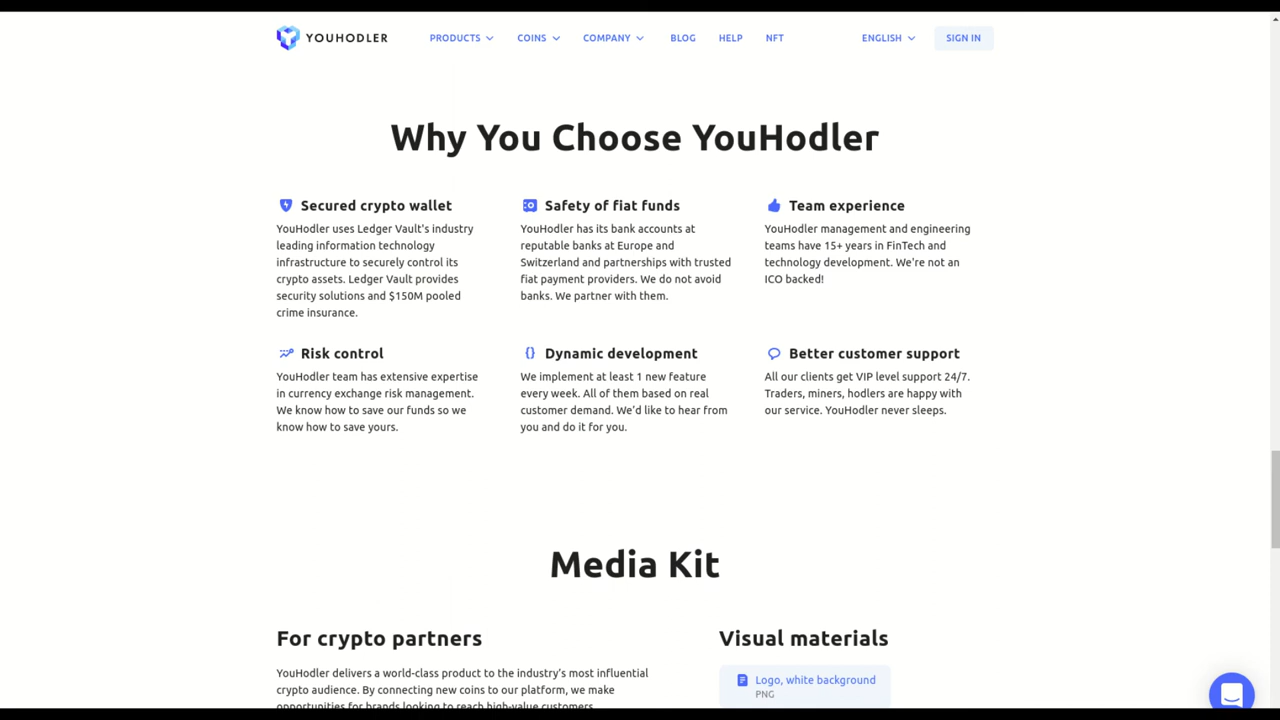 YOUHODLER
PRODUCTS
COINS
COMPANY
BLOG
HELP
NFT
ENGLISH
SIGN IN
Why You Choose YouHodler
Secured crypto wallet
YouHodler uses Ledger Vault's industry
leading information technology
infrastructure to securely control its
crypto assets. Ledger Vault provides
security solutions and $150M pooled
crime insurance.
Safety of fiat funds
YouHodler has its bank accounts at
reputable banks at Europe and
Switzerland and partnerships with trusted
fiat payment providers. We do not avoid
banks. We partner with them.
Team experience
YouHodler management and engineering
teams have 15+ years in FinTech and
technology development. We're not an
ICO backed!
Risk control
YouHodler team has extensive expertise
in currency exchange risk management.
We know how to save our funds so we
know how to save yours.
Dynamic development
We implement at least 1 new feature
every week. All of them based on real
customer demand. We'd like to hear from
you and do it for you.
Better customer support
All our clients get VIP level support 24/7.
Traders, miners, hodlers are happy with
our service. YouHodler never sleeps.
Media Kit
For crypto partners
YouHodler delivers a world-class product to the industry's most influential
crypto audience. By connecting new coins to our platform, we make
opportunities for brands looking to reach high-value customers.
Visual materials
Logo, white background
PNG